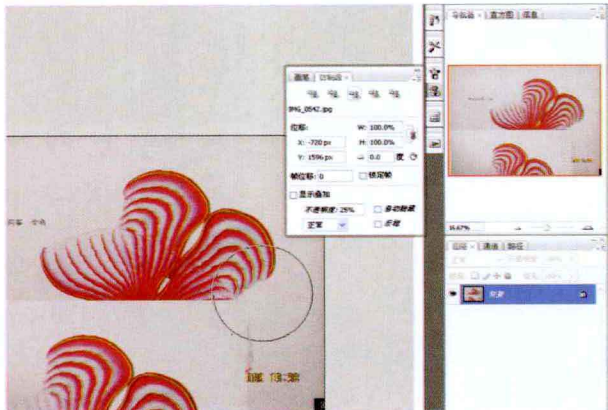 导航器 × 直方图 信息
画笔 仿制源 ×
IMG_0542.jpg
位移:
W: 100.0%
X: -720 px
H: 100.0%
Y: 1596 px
0.0 度
帧位移: 0
锁定帧
显示叠加
不透明度: 25%
自动隐藏
正常
反相
16.67%
图层 × 通道 路径
正常
背景